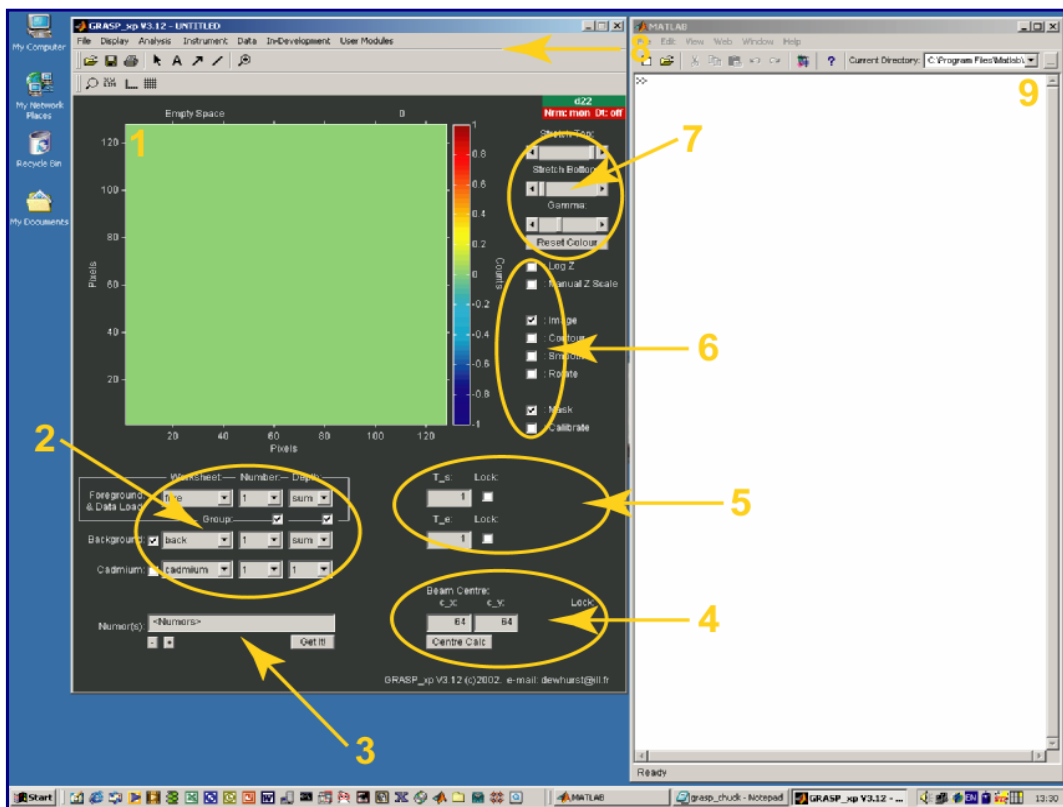 My Computer
My Network Places
Recycle Bin
My Documents
GRASP_xp V3.12 - UNTITLED
File Display Analysis Instrument Data In-Development User Modules
8
d22
Nrm: mon Dt: off
Empty Space 0
1
120
100
80
60
40
20
Pixels
20 40 60 80 100 120
Pixels
1
0.8
0.6
0.4
0.2
0
-0.2
-0.4
-0.6
-0.8
-1
Counts
Stretch Top:
Stretch Bottom:
Gamma:
Reset Colour
7
: Log Z
: Manual Z Scale
: Image
: Contour
: Smooth
: Rotate
: Mask
: Calibrate
6
2
Worksheet Number: Depth:
Foreground & Data Load: fore 1 sum
Group:
Background: back 1 sum
Cadmium: cadmium 1 1
T_s: Lock:
1
T_e: Lock:
1
5
Beam Centre:
c_x: c_y: Lock:
64 64
Centre Calc
4
Numor(s): <Numors>
- + Get It!
3
GRASP_xp V3.12 (c)2002. e-mail: dewhurst@ill.fr
MATLAB
File Edit View Web Window Help
Current Directory: C:\Program Files\Matlab\
>>
9
Ready
Start
MATLAB
grasp_chuck - Notepad
GRASP_xp V3.12 - ...
EN
13:30